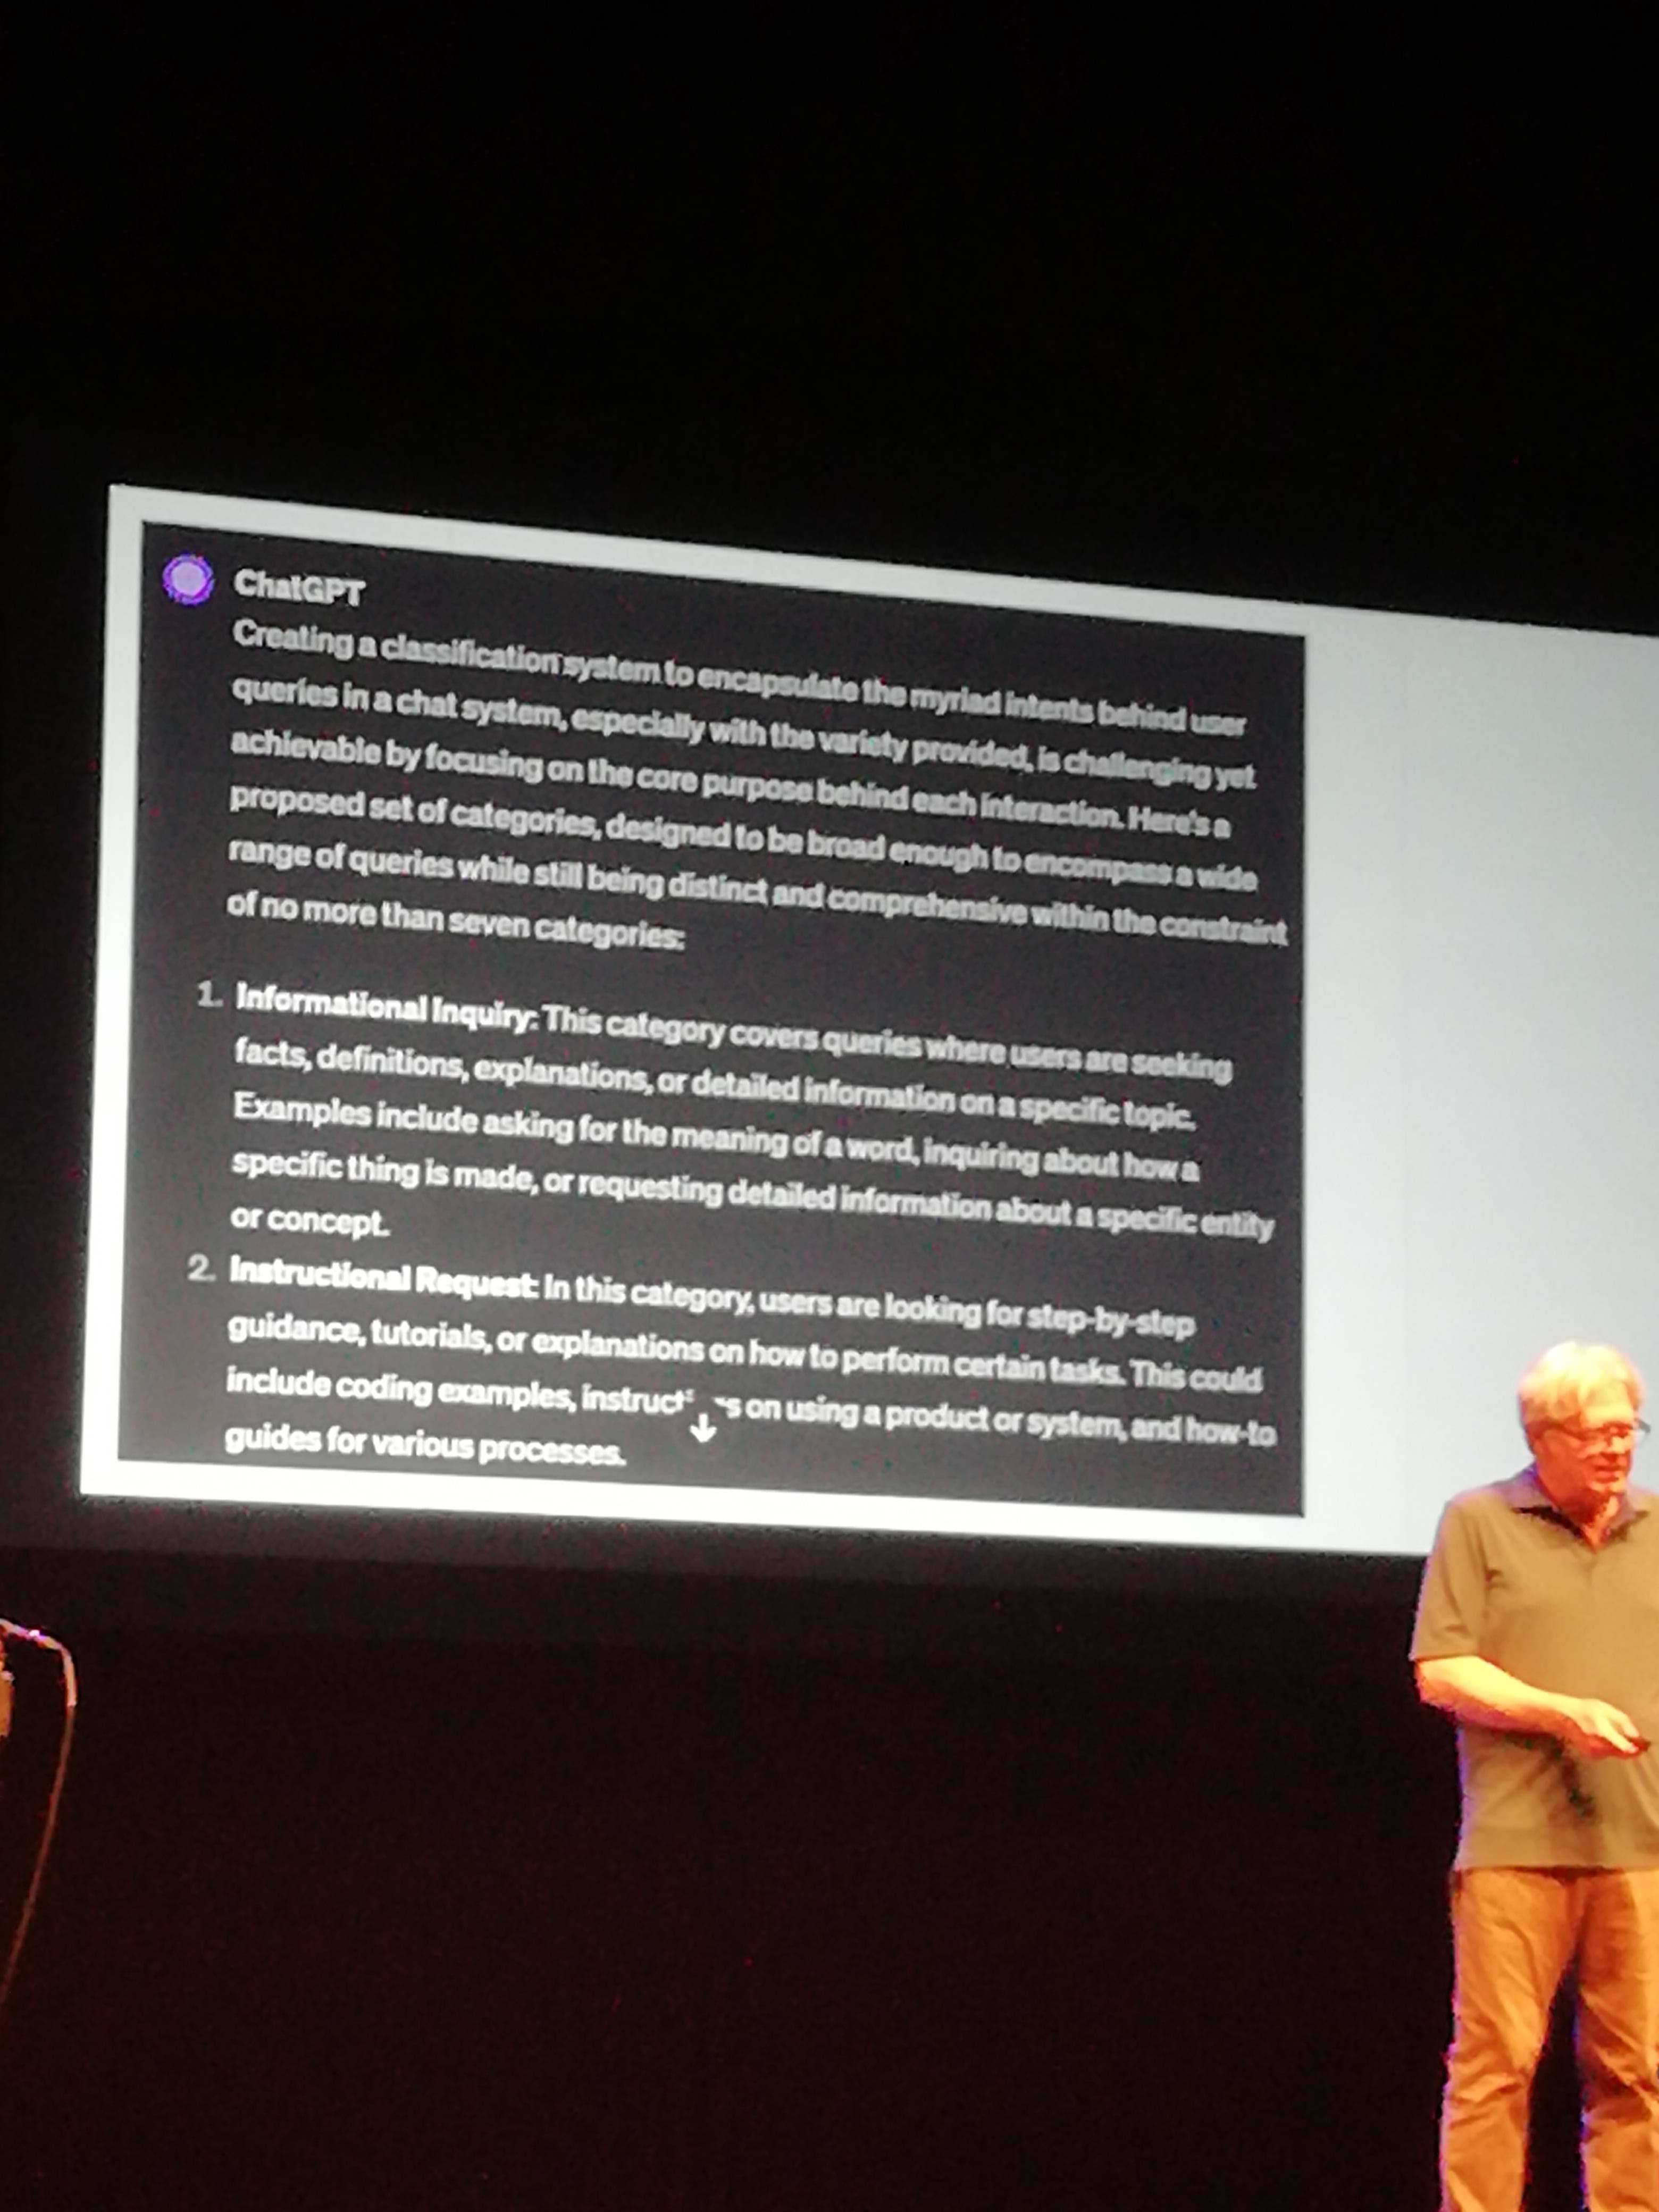 ChatGPT
Creating a classification system to encapsulate the myriad intents behind user
queries in a chat system, especially with the variety provided, is challenging yet
achievable by focusing on the core purpose behind each interaction. Here's a
proposed set of categories, designed to be broad enough to encompass a wide
range of queries while still being distinct and comprehensive within the constraint
of no more than seven categories:
1. Informational Inquiry: This category covers queries where users are seeking
facts, definitions, explanations, or detailed information on a specific topic.
Examples include asking for the meaning of a word, inquiring about how a
specific thing is made, or requesting detailed information about a specific entity
or concept.
2. Instructional Request: In this category, users are looking for step-by-step
guidance, tutorials, or explanations on how to perform certain tasks. This could
include coding examples, on using a product or system, and how-to
guides for various processes.